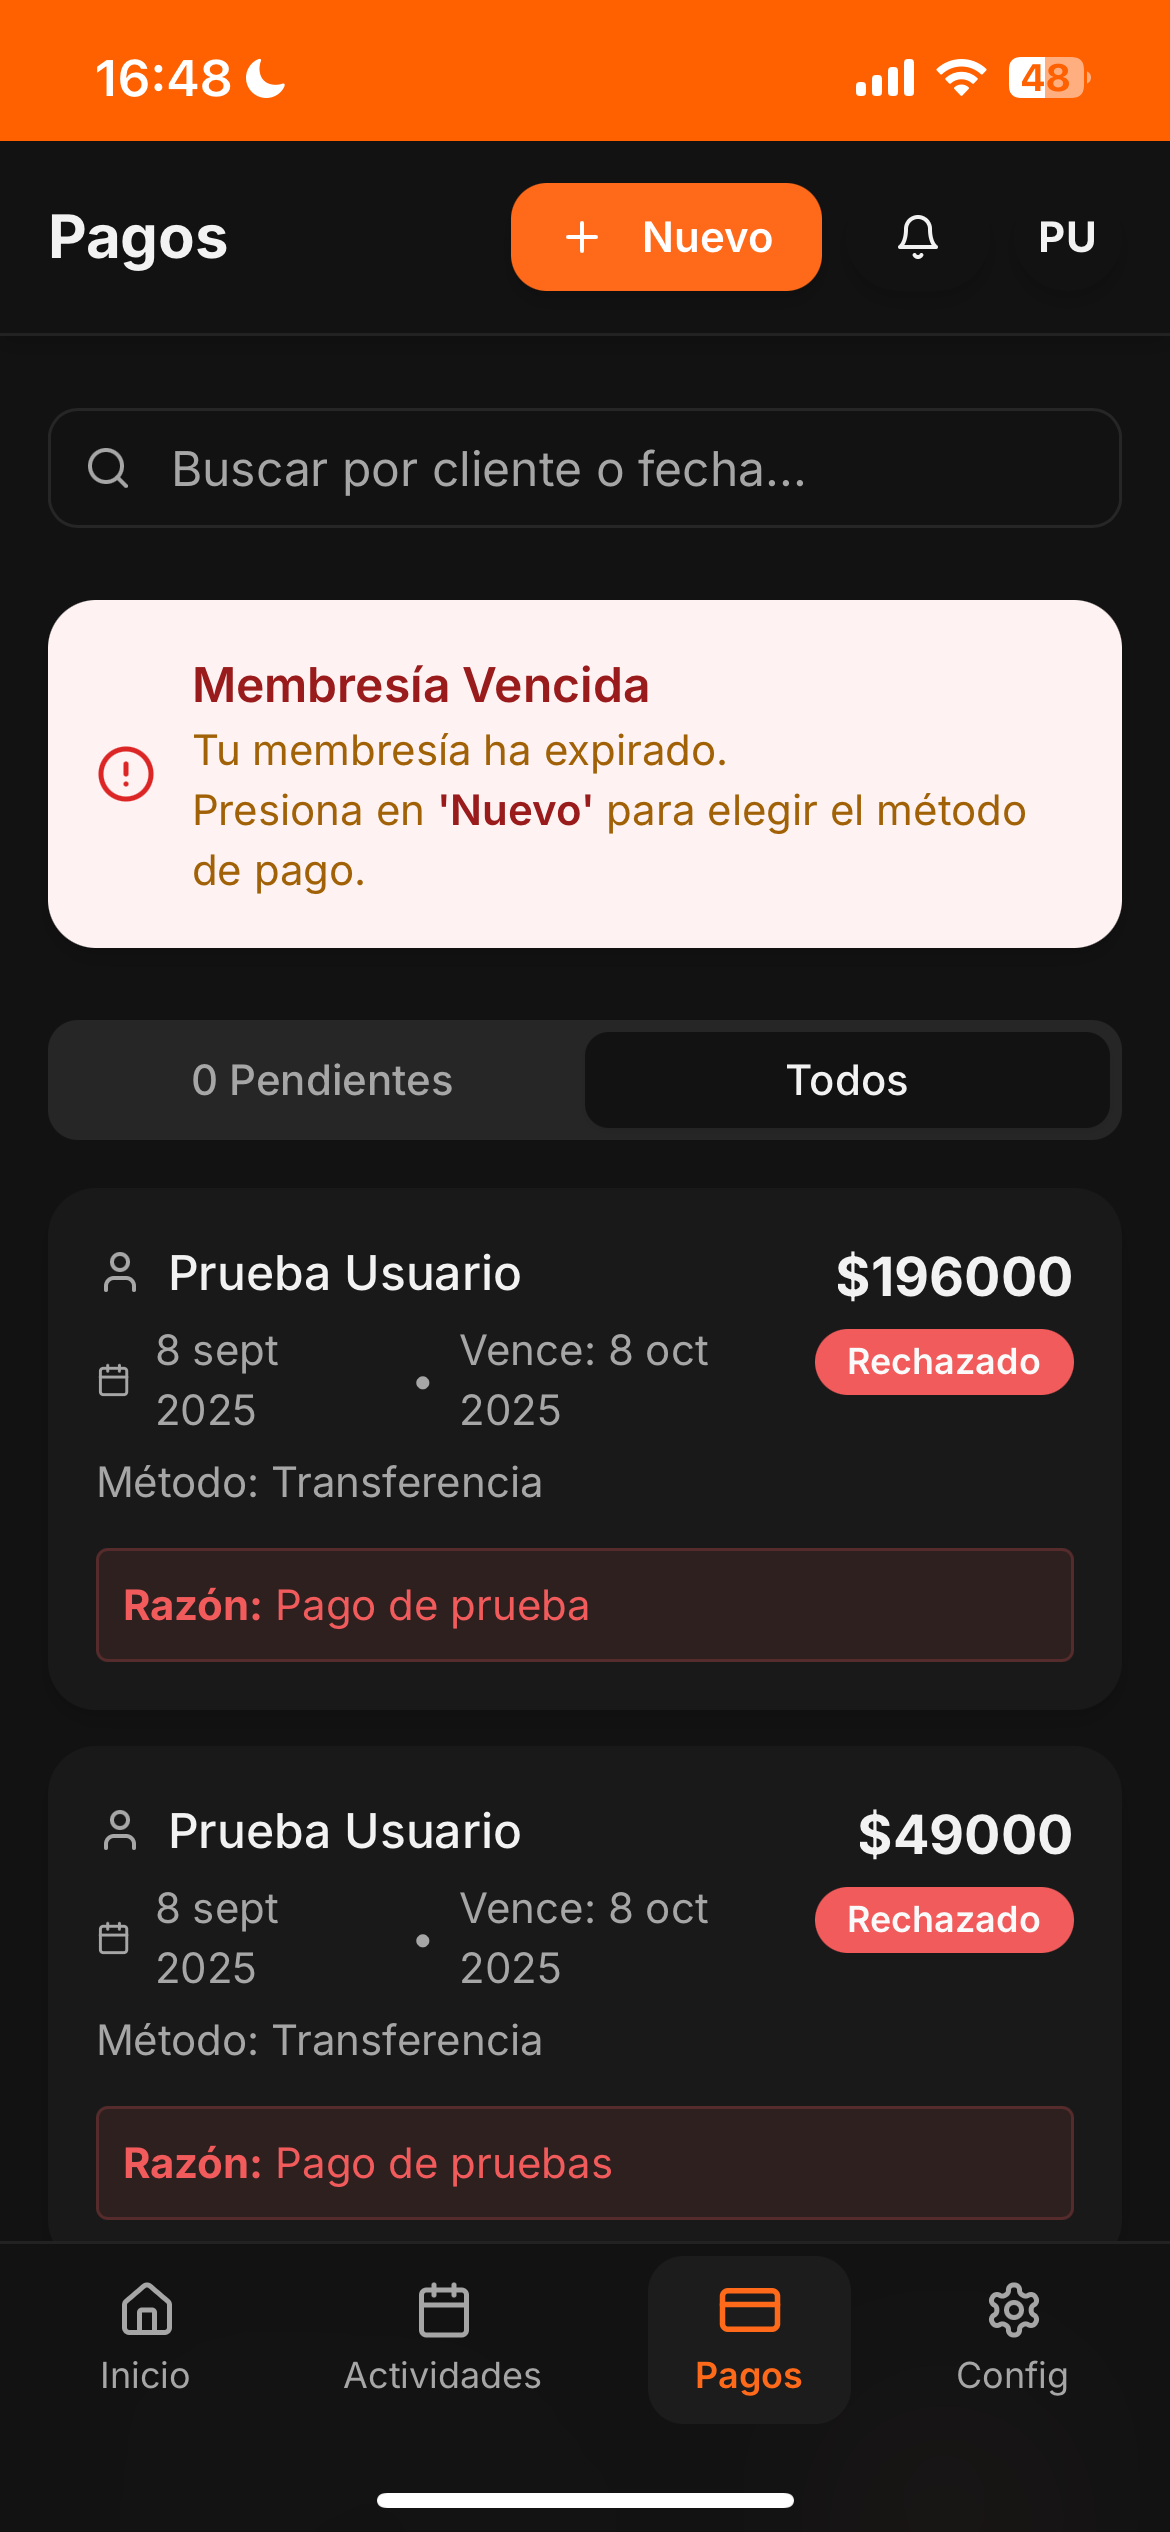 16:48
48
Pagos
+ Nuevo
PU
Buscar por cliente o fecha...
Membresía Vencida
Tu membresía ha expirado.
Presiona en 'Nuevo' para elegir el método
de pago.
0 Pendientes
Todos
Prueba Usuario
$196000
8 sept
2025
•
Vence: 8 oct
2025
Rechazado
Método: Transferencia
Razón: Pago de prueba
Prueba Usuario
$49000
8 sept
2025
•
Vence: 8 oct
2025
Rechazado
Método: Transferencia
Razón: Pago de pruebas
Inicio
Actividades
Pagos
Config